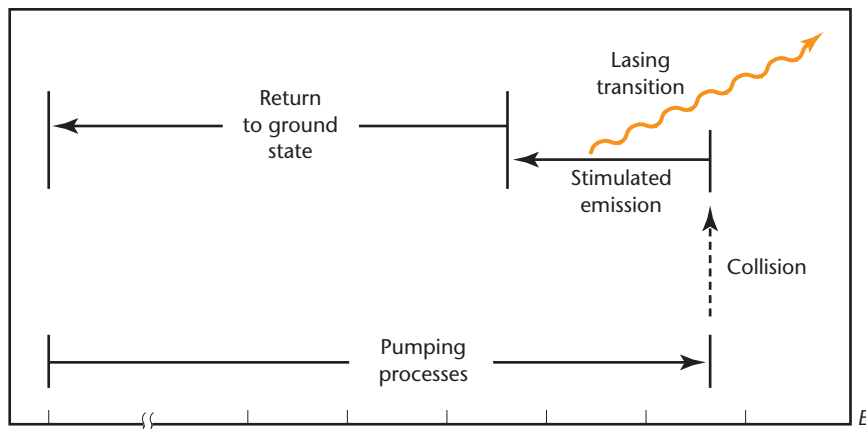 Lasing
transition
Return
to ground
state
Stimulated
emission
Collision
Pumping
processes
E